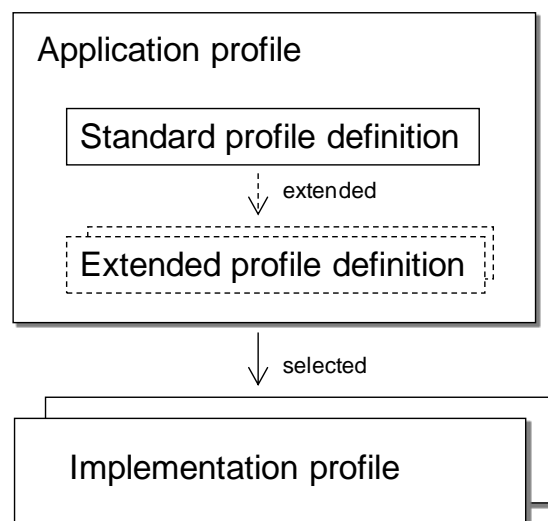 Application profile
Standard profile definition
extended
Extended profile definition
selected
Implementation profile